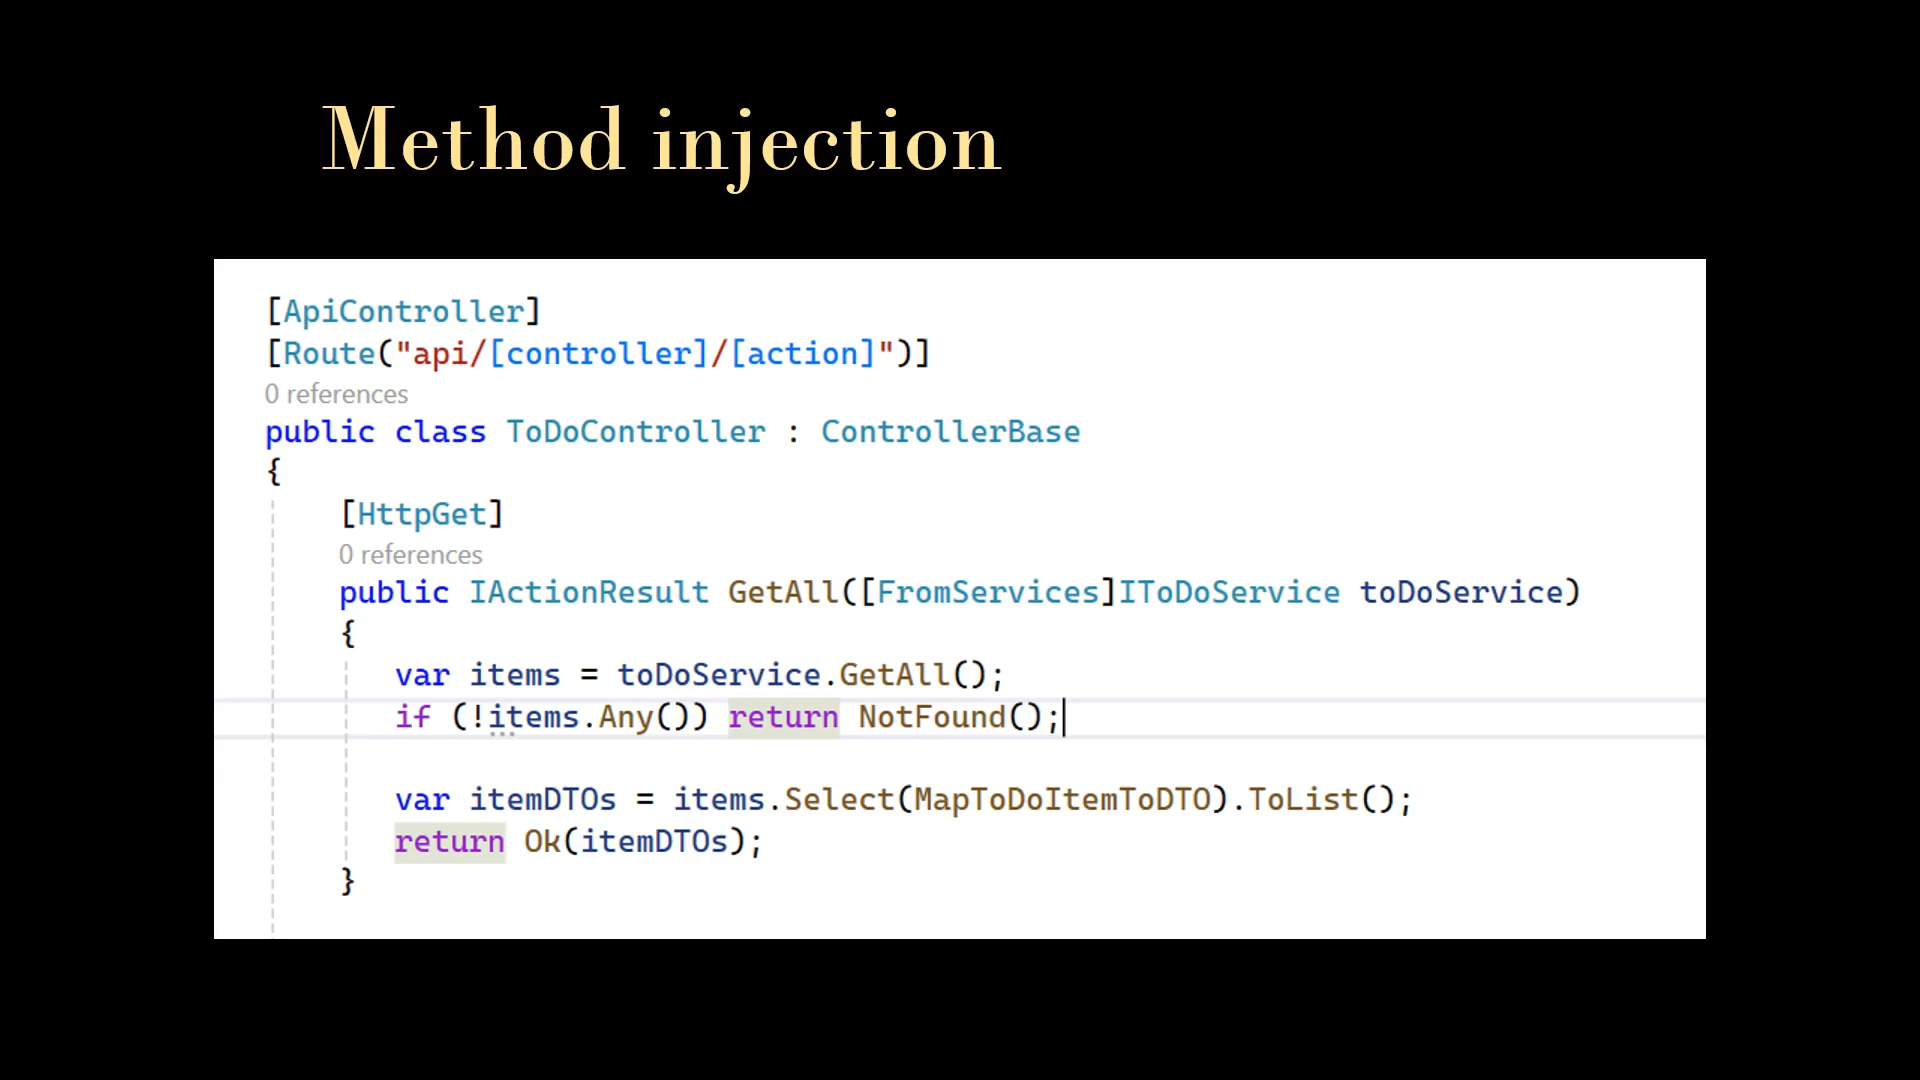 Method injection
[ApiController]
[Route("api/[controller]/[action]")]
0 references
public class ToDoController : ControllerBase
{
[HttpGet]
0 references
public IActionResult GetAll([FromServices]IToDoService toDoService)
{
var items = toDoService.GetAll();
if (!items.Any()) return NotFound();
var itemDTOs = items.Select(MapToDoItemToDTO).ToList();
return Ok(itemDTOs);
}